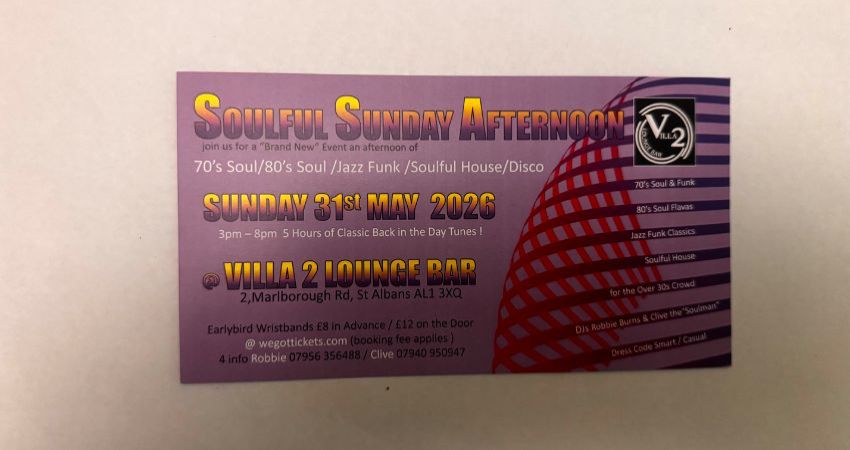 SOULFUL SUNDAY AFTERNOON
join us for a "Brand New" Event an afternoon of
70's Soul/80's Soul /Jazz Funk /Soulful House/Disco
SUNDAY 31st MAY 2026
3pm – 8pm 5 Hours of Classic Back in the Day Tunes !
@ VILLA 2 LOUNGE BAR
2,Marlborough Rd, St Albans AL1 3XQ
Earlybird Wristbands £8 in Advance / £12 on the Door
@ wegottickets.com (booking fee applies )
4 info Robbie 07956 356488 / Clive 07940 950947
VILLA 2
LOUNGE BAR
70's Soul & Funk
80's Soul Flavas
Jazz Funk Classics
Soulful House
for the Over 30s Crowd
DJs Robbie Burns & Clive the"Soulman"
Dress Code Smart / Casual